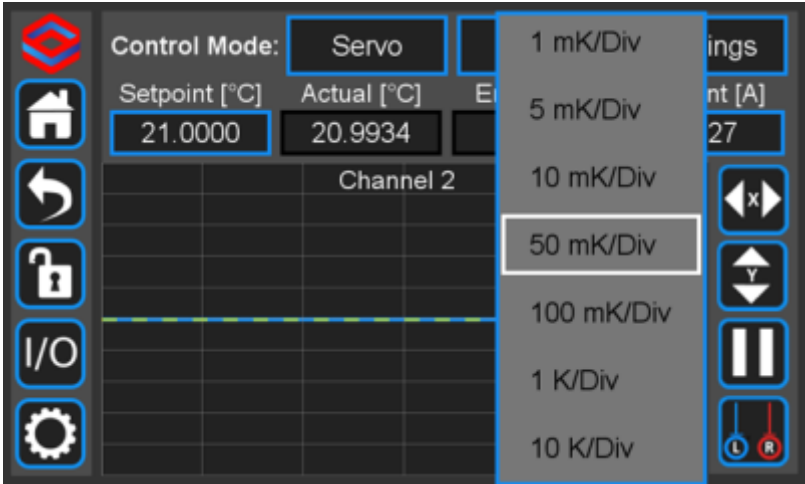 Control Mode: Servo ings
Setpoint [°C] Actual [°C] E nt [A]
21.0000 20.9934 27
Channel 2
1 mK/Div
5 mK/Div
10 mK/Div
50 mK/Div
100 mK/Div
1 K/Div
10 K/Div
I/O
X
Y
L R